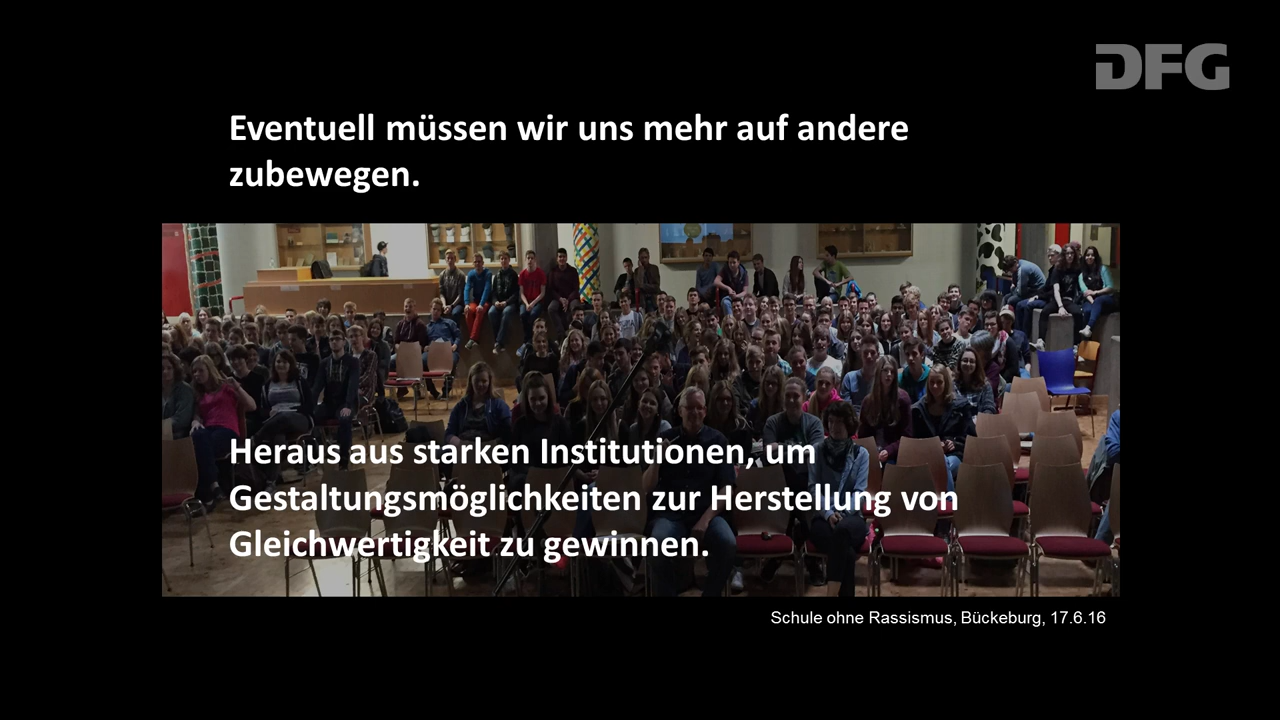 DFG
Eventuell müssen wir uns mehr auf andere
zubewegen.
Heraus aus starken Institutionen, um
Gestaltungsmöglichkeiten zur Herstellung von
Gleichwertigkeit zu gewinnen.
Schule ohne Rassismus, Bückeburg, 17.6.16